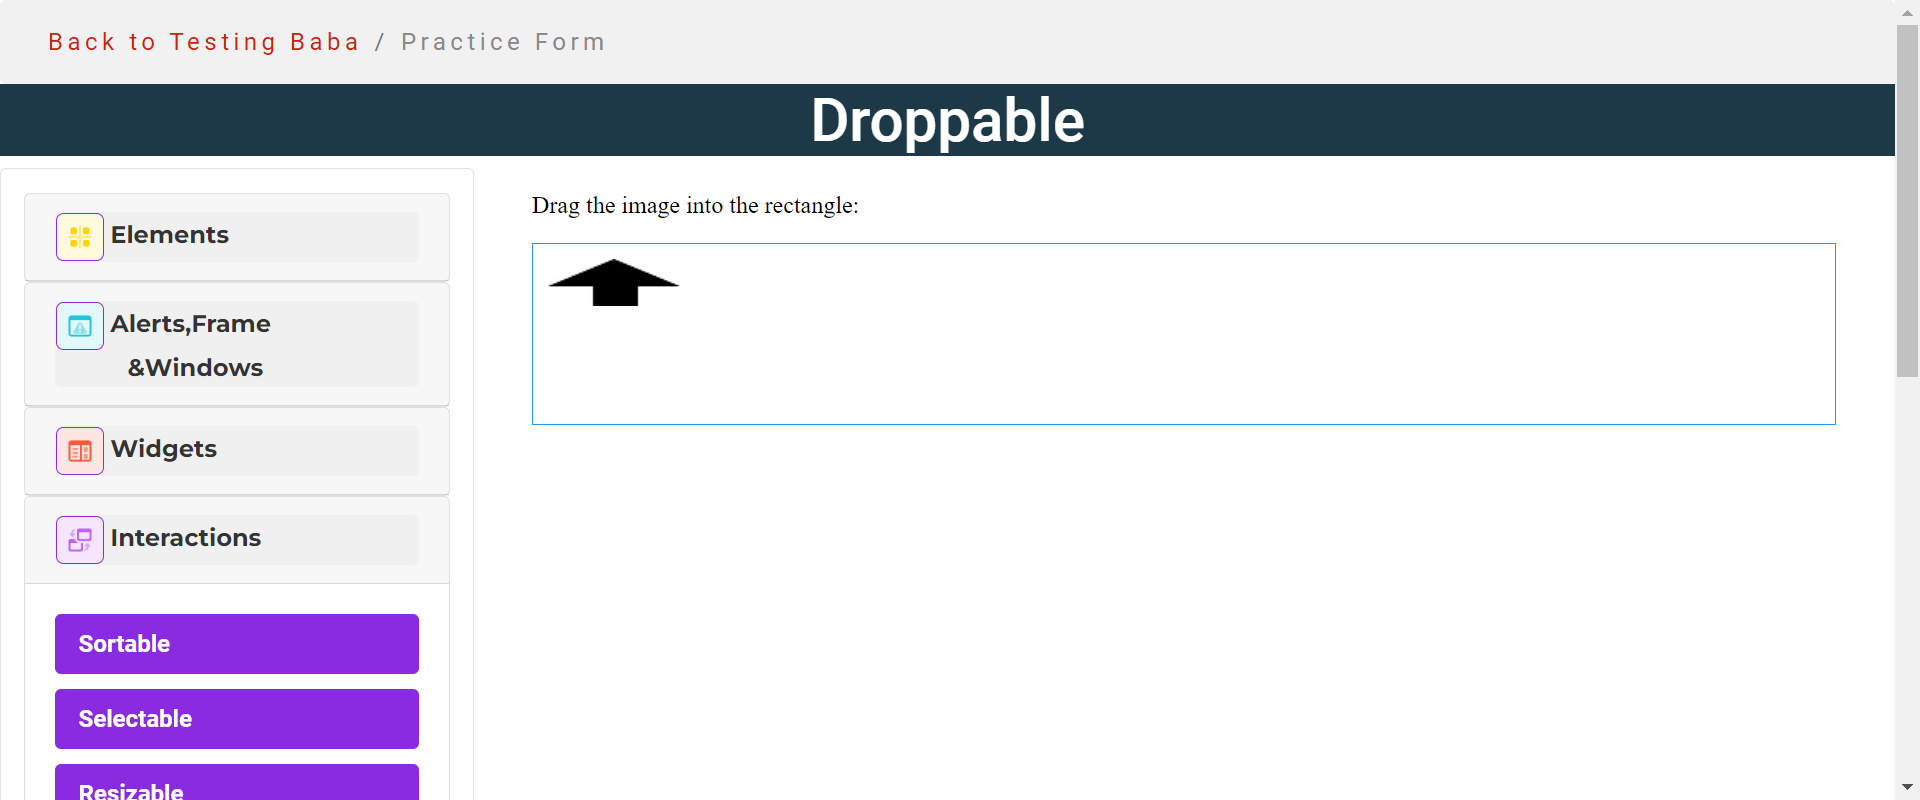 Back to Testing Baba / Practice Form
Droppable
Elements
Alerts,Frame
&Windows
Widgets
Interactions
Sortable
Selectable
Resizable
Drag the image into the rectangle: